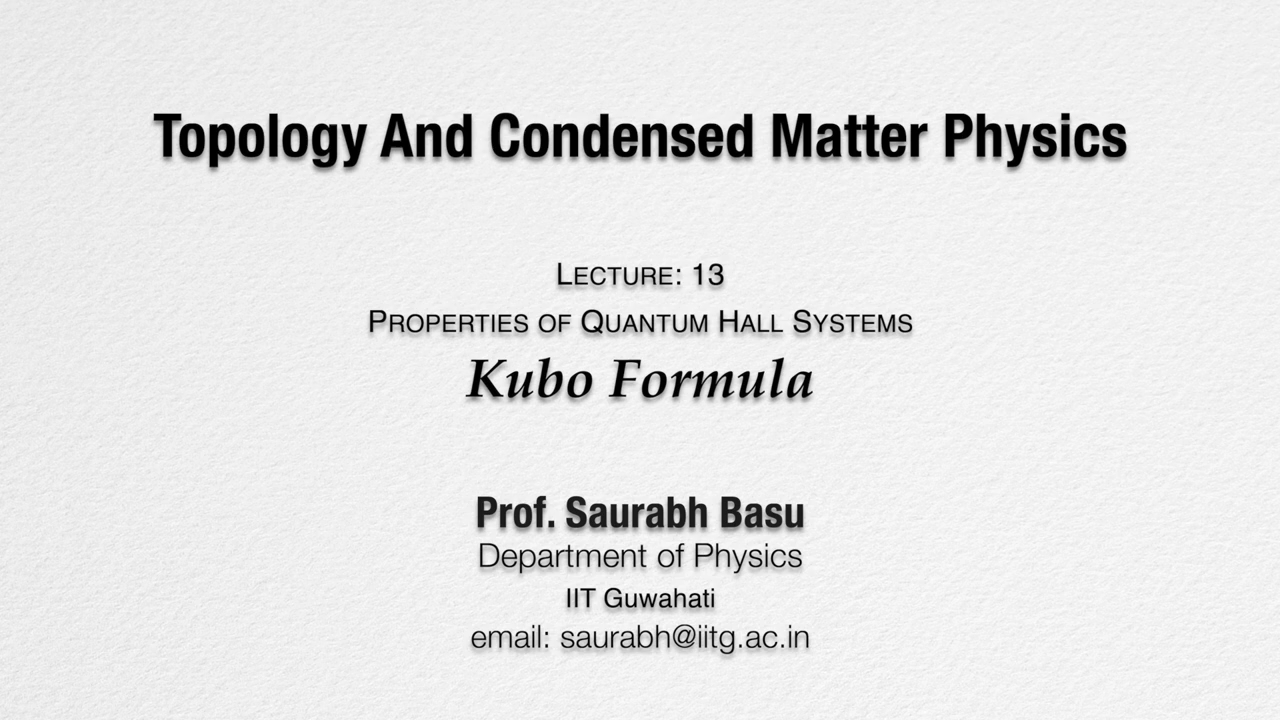 Topology And Condensed Matter Physics
Lecture: 13
Properties of Quantum Hall Systems
Kubo Formula
Prof. Saurabh Basu
Department of Physics
IIT Guwahati
email: saurabh@iitg.ac.in